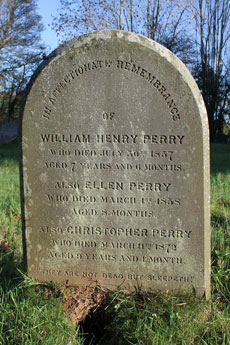 IN AFFECTIONATE REMEMBRANCE
OF
WILLIAM HENRY PERRY
WHO DIED JULY 30TH 1857
AGED 7 YEARS AND 6 MONTHS.
ALSO ELLEN PERRY
WHO DIED MARCH 1ST 1858
AGED 8 MONTHS
ALSO CHRISTOPHER PERRY
WHO DIED MARCH 11TH 1872
AGED 9 YEARS AND 1 MONTH.
THEY ARE NOT DEAD BUT SLEEPETH